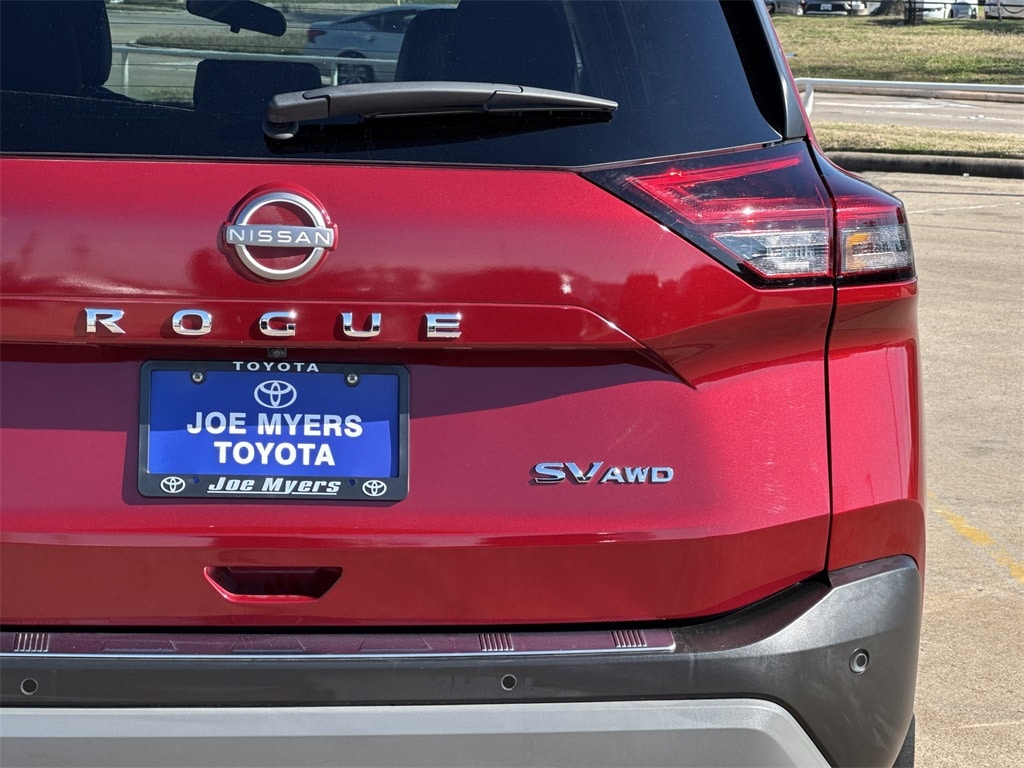 NISSAN
ROGUE
TOYOTA
JOE MYERS
TOYOTA
Joe Myers
SV AWD